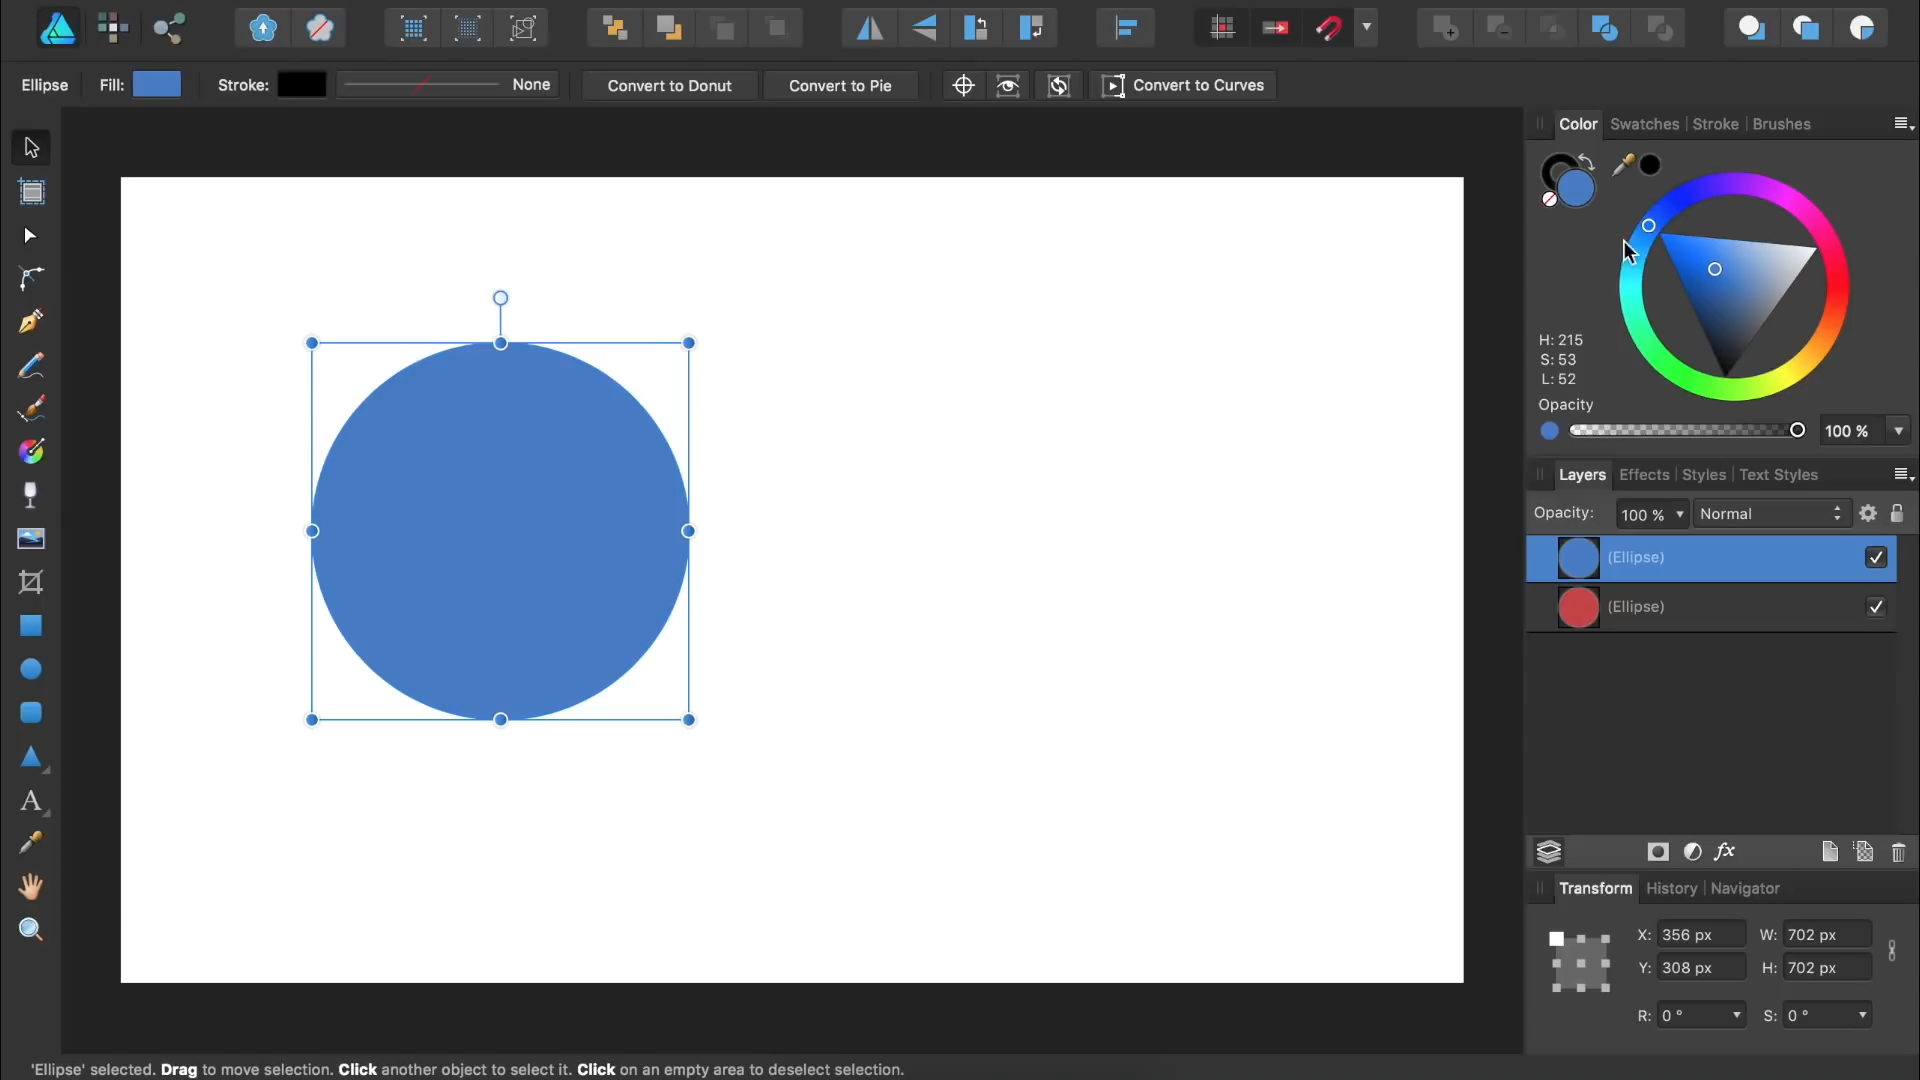 Ellipse Fill: Stroke: None Convert to Donut Convert to Pie Convert to Curves
Color Swatches Stroke Brushes
H: 215
S: 53
L: 52
Opacity
100 %
Layers Effects Styles Text Styles
Opacity: 100 % Normal
(Ellipse)
(Ellipse)
fx
Transform History Navigator
X: 356 px W: 702 px
Y: 308 px H: 702 px
R: 0 ° S: 0 °
A
'Ellipse' selected. Drag to move selection. Click another object to select it. Click on an empty area to deselect selection.